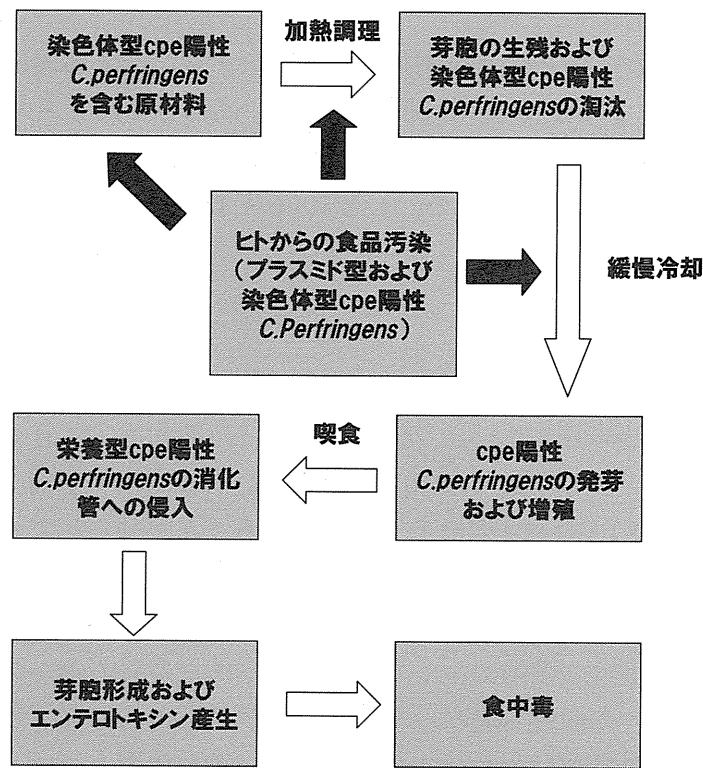 染色体型cpe陽性
C.perfringens
を含む原材料
加熱調理
芽胞の生残および
染色体型cpe陽性
C.perfringensの淘汰
ヒトからの食品汚染
(プラスミド型および
染色体型cpe陽性
C.Perfringens)
緩慢冷却
栄養型cpe陽性
C.perfringensの消化
管への侵入
喫食
cpe陽性
C.perfringensの発芽
および増殖
芽胞形成および
エンテロトキシン産生
食中毒